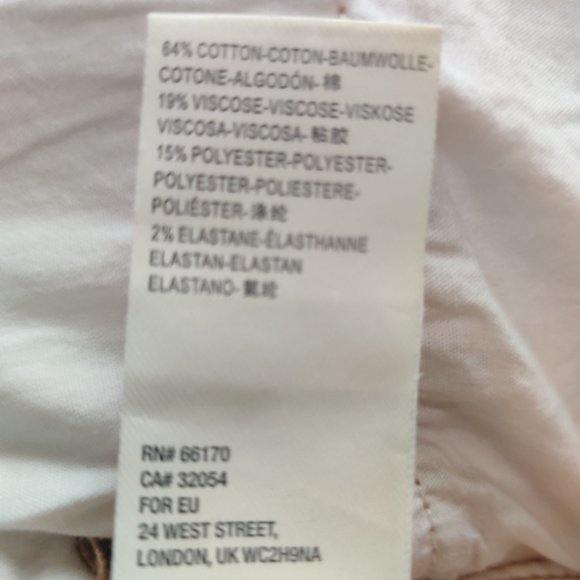 64% COTTON-COTON-BAUMWOLLE-
COTONE-ALGODÓN-棉
19% VISCOSE-VISCOSE-VISKOSE
VISCOSA-VISCOSA-粘胶
15% POLYESTER-POLYESTER-
POLYESTER-POLIESTERE-
POLIÉSTER-涤纶
2% ELASTANE-ÉLASTHANNE
ELASTAN-ELASTAN
ELASTANO-氨纶
RN# 66170
CA# 32054
FOR EU
24 WEST STREET,
LONDON, UK WC2H9NA